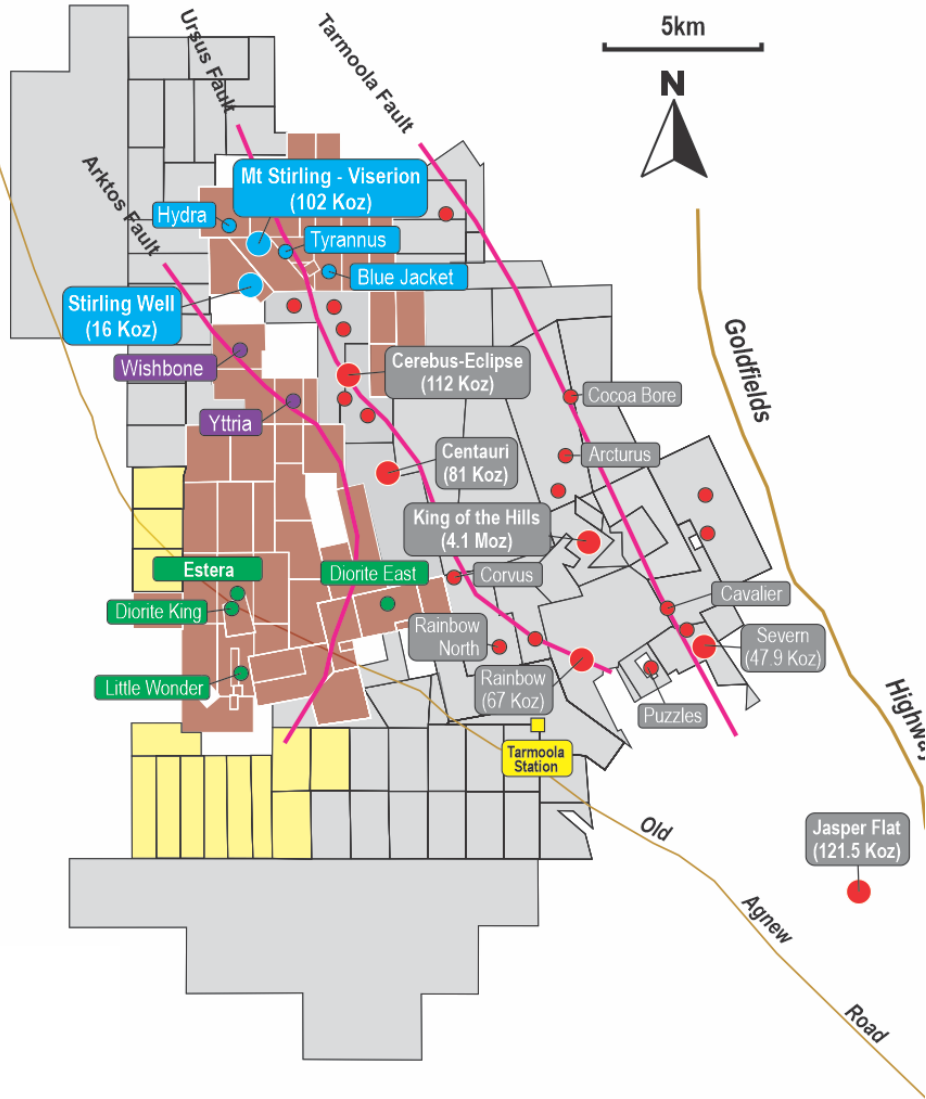 5km
N
Ursus Fault
Tarmoola Fault
Arktos Fault
Mt Stirling - Viserion
(102 Koz)
Hydra
Tyrannus
Blue Jacket
Stirling Well
(16 Koz)
Wishbone
Yttria
Cerebus-Eclipse
(112 Koz)
Cocoa Bore
Centauri
(81 Koz)
Arcturus
King of the Hills
(4.1 Moz)
Goldfields
Highway
Estera
Diorite East
Corvus
Diorite King
Cavalier
Rainbow
North
Severn
(47.9 Koz)
Little Wonder
Rainbow
(67 Koz)
Puzzles
Tarmoola
Station
Jasper Flat
(121.5 Koz)
Old
Agnew
Road